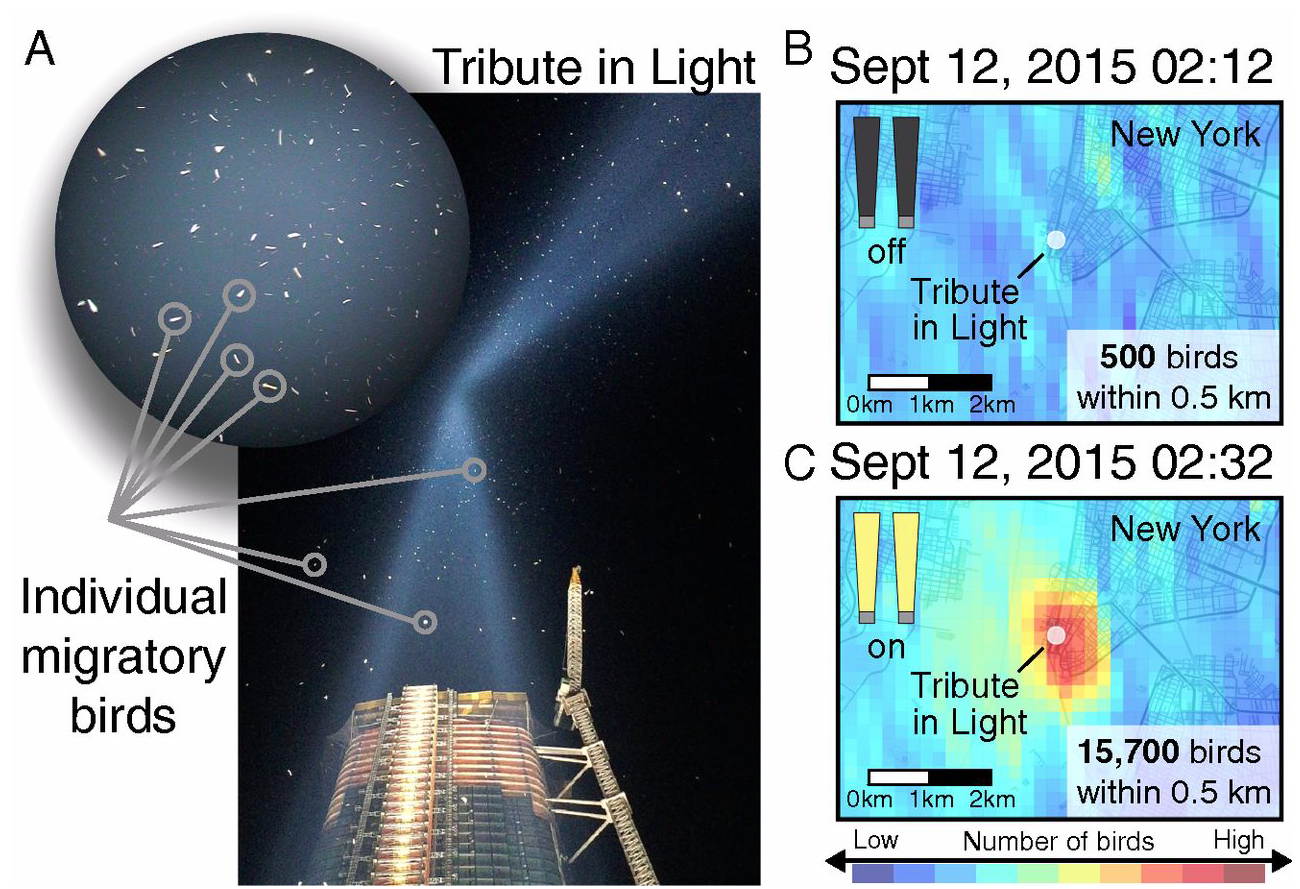 A
Tribute in Light
Individual
migratory
birds
B
Sept 12, 2015 02:12
New York
off
Tribute
in Light
500 birds
within 0.5 km
0km 1km 2km
C
Sept 12, 2015 02:32
New York
on
Tribute
in Light
15,700 birds
within 0.5 km
0km 1km 2km
Low Number of birds High